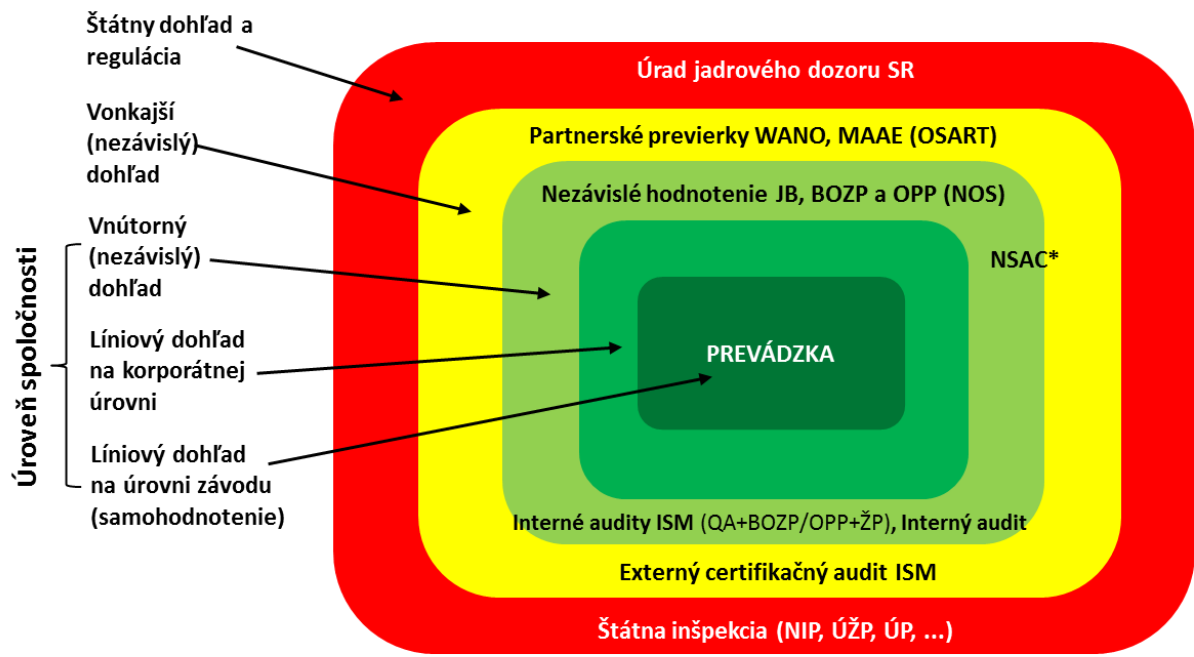 Štátny dohľad a
regulácia
Vonkajší
(nezávislý)
dohľad
Vnútorný
(nezávislý)
dohľad
Líniový dohľad
na korporátnej
úrovni
Líniový dohľad
na úrovni závodu
(samohodnotenie)
Úroveň spoločnosti
Úrad jadrového dozoru SR
Partnerské previerky WANO, MAAE (OSART)
Nezávislé hodnotenie JB, BOZP a OPP (NOS)
NSAC*
PREVÁDZKA
Interné audity ISM (QA+BOZP/OPP+ŽP), Interný audit
Externý certifikačný audit ISM
Štátna inšpekcia (NIP, ÚŽP, ÚP, ...)